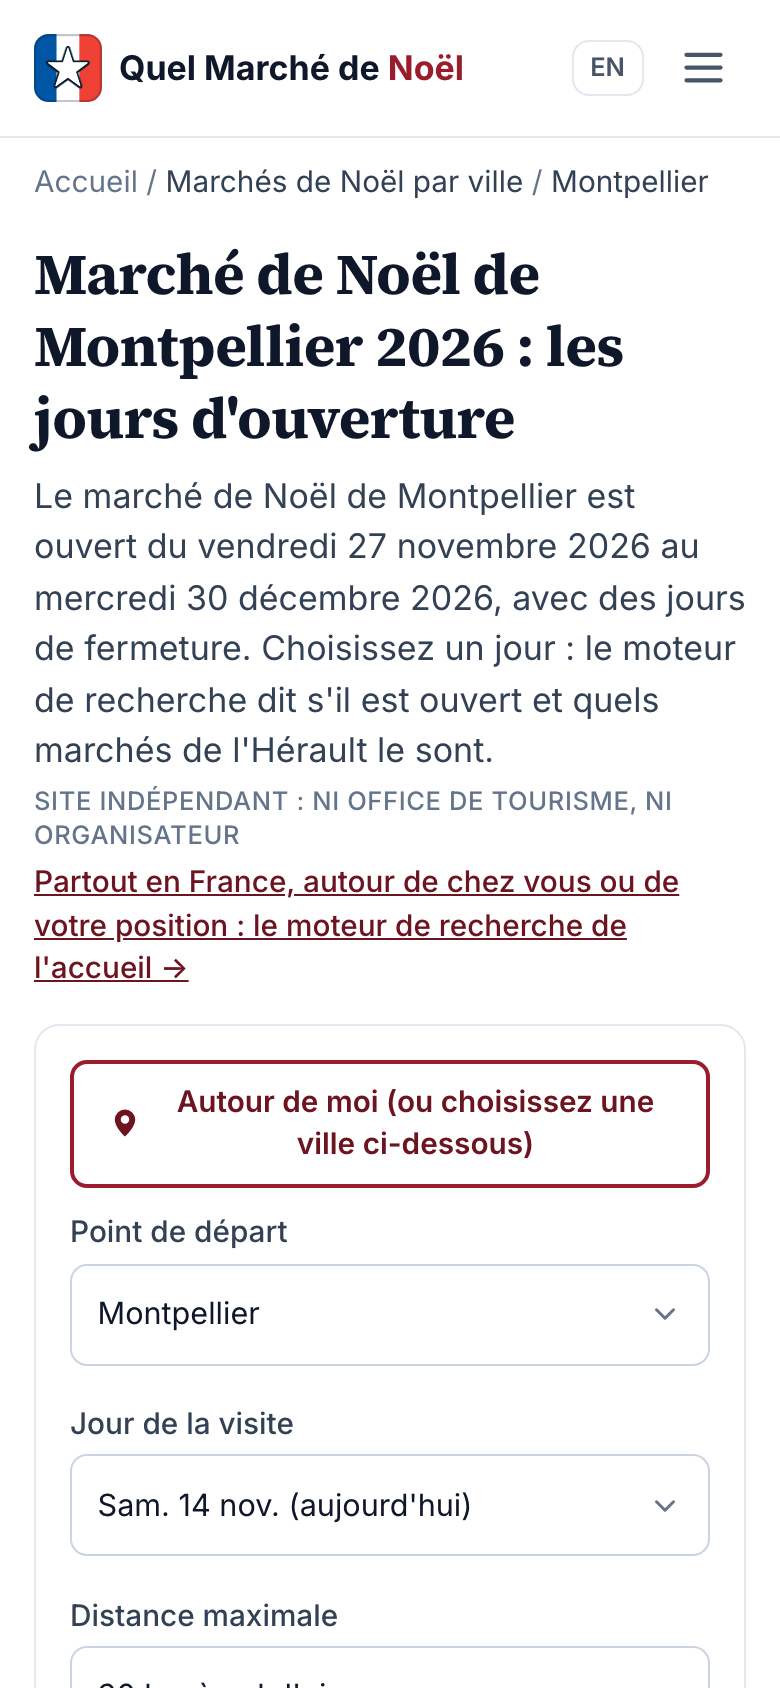 Quel Marché de Noël
EN
Accueil / Marchés de Noël par ville / Montpellier
Marché de Noël de
Montpellier 2026 : les
jours d'ouverture
Le marché de Noël de Montpellier est
ouvert du vendredi 27 novembre 2026 au
mercredi 30 décembre 2026, avec des jours
de fermeture. Choisissez un jour : le moteur
de recherche dit s'il est ouvert et quels
marchés de l'Hérault le sont.
SITE INDÉPENDANT : NI OFFICE DE TOURISME, NI
ORGANISATEUR
Partout en France, autour de chez vous ou de
votre position : le moteur de recherche de
l'accueil →
Autour de moi (ou choisissez une
ville ci-dessous)
Point de départ
Montpellier
Jour de la visite
Sam. 14 nov. (aujourd'hui)
Distance maximale